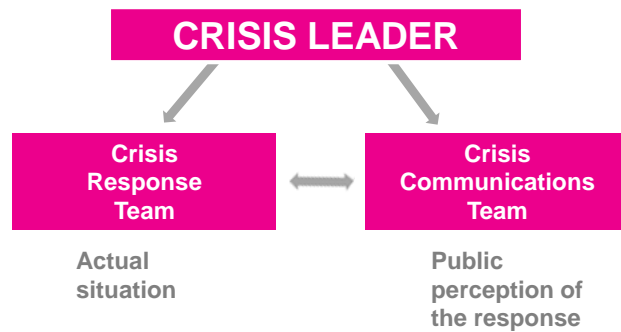 CRISIS LEADER
Crisis
Response
Team
Crisis
Communications
Team
Actual
situation
Public
perception of
the response